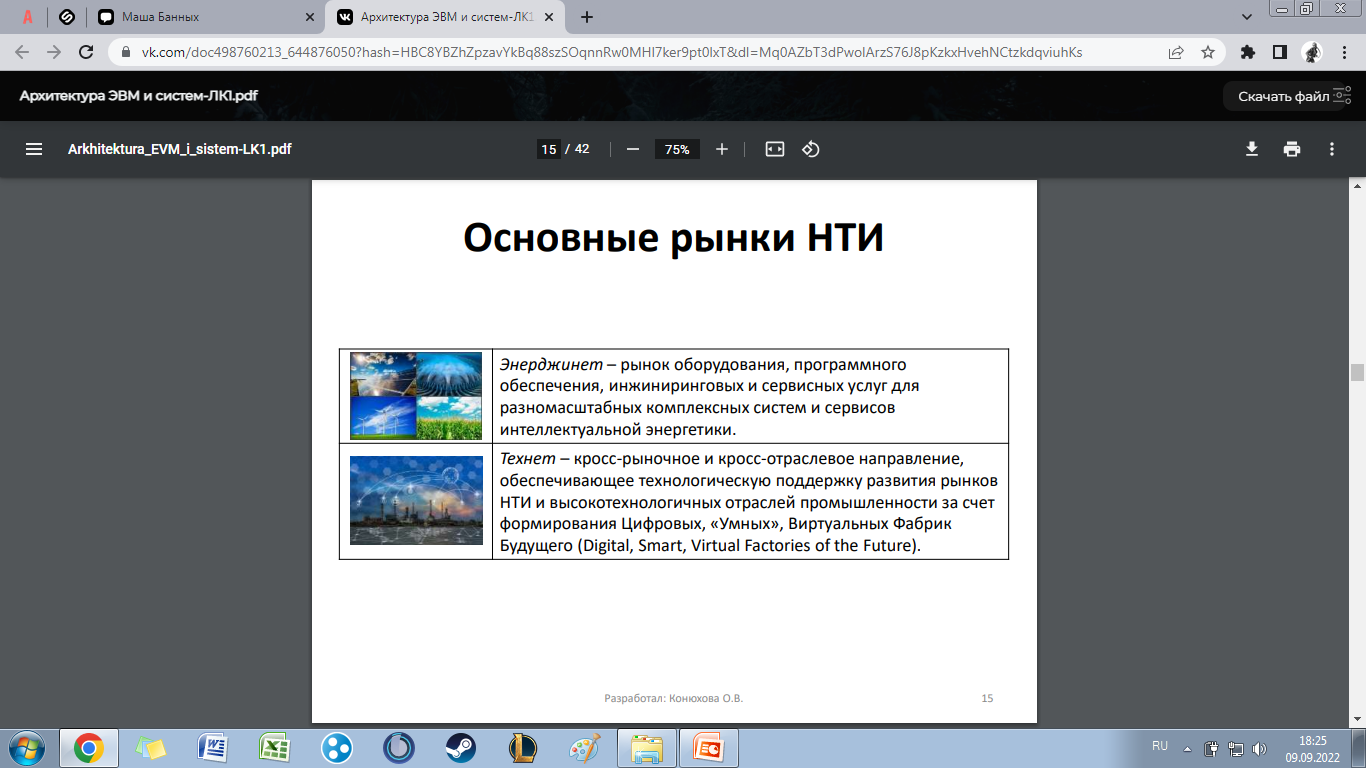 Маша Банных
Архитектура ЭВМ и систем-ЛК1
vk.com/doc498760213_644876050?hash=HBC8YBZhZpzavYkBq88szSOqnnRw0MHl7ker9pt0lxT&dl=Mq0AZbT3dPwoIArzS76J8pKzkxHvehNCtzkdqviuhKs
Архитектура ЭВМ и систем-ЛК1.pdf
Скачать файл
Arkhitektura_EVM_i_sistem-LK1.pdf
15 / 42
75%
Основные рынки НТИ
Энерджинет – рынок оборудования, программного
обеспечения, инжиниринговых и сервисных услуг для
разномасштабных комплексных систем и сервисов
интеллектуальной энергетики.
Технет – кросс-рыночное и кросс-отраслевое направление,
обеспечивающее технологическую поддержку развития рынков
НТИ и высокотехнологичных отраслей промышленности за счет
формирования Цифровых, «Умных», Виртуальных Фабрик
Будущего (Digital, Smart, Virtual Factories of the Future).
Разработал: Конюхова О.В.
15
RU
18:25
09.09.2022